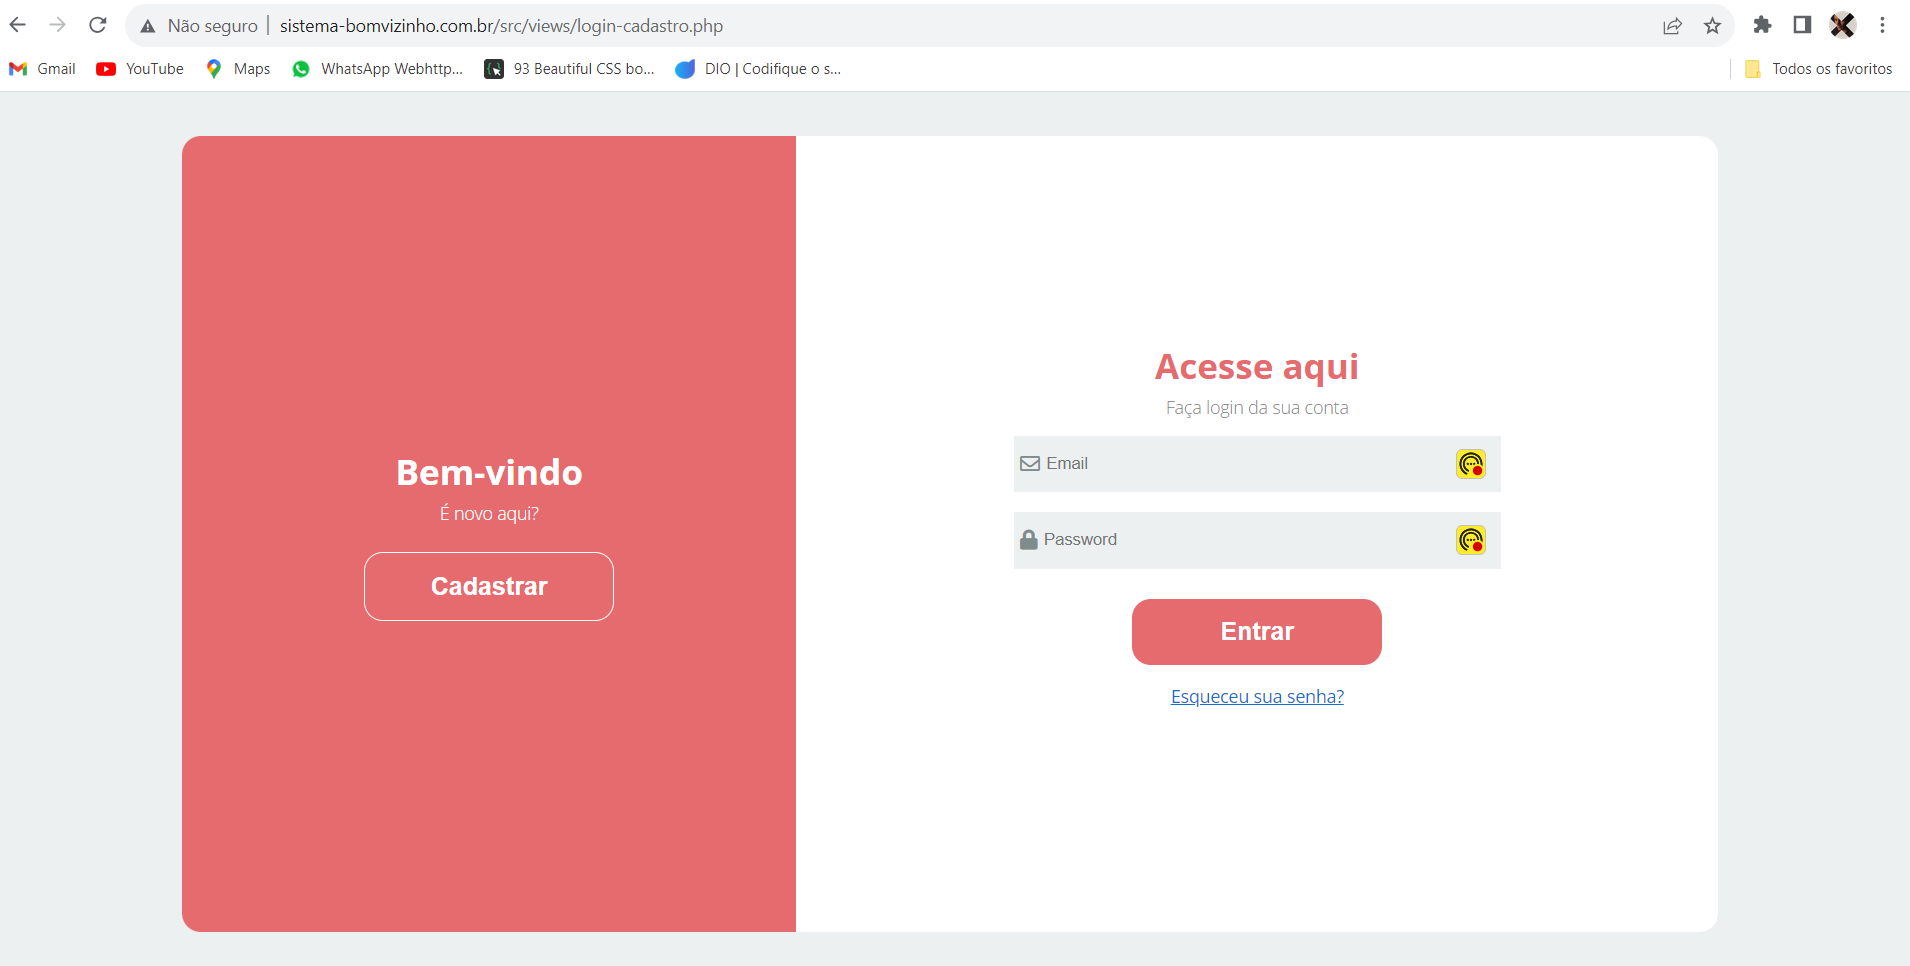 Não seguro sistema-bomvizinho.com.br/src/views/login-cadastro.php
Gmail YouTube Maps WhatsApp Webhttp... 93 Beautiful CSS bo... DIO | Codifique o s... Todos os favoritos
Bem-vindo
É novo aqui?
Cadastrar
Acesse aqui
Faça login da sua conta
Email
Password
Entrar
Esqueceu sua senha?